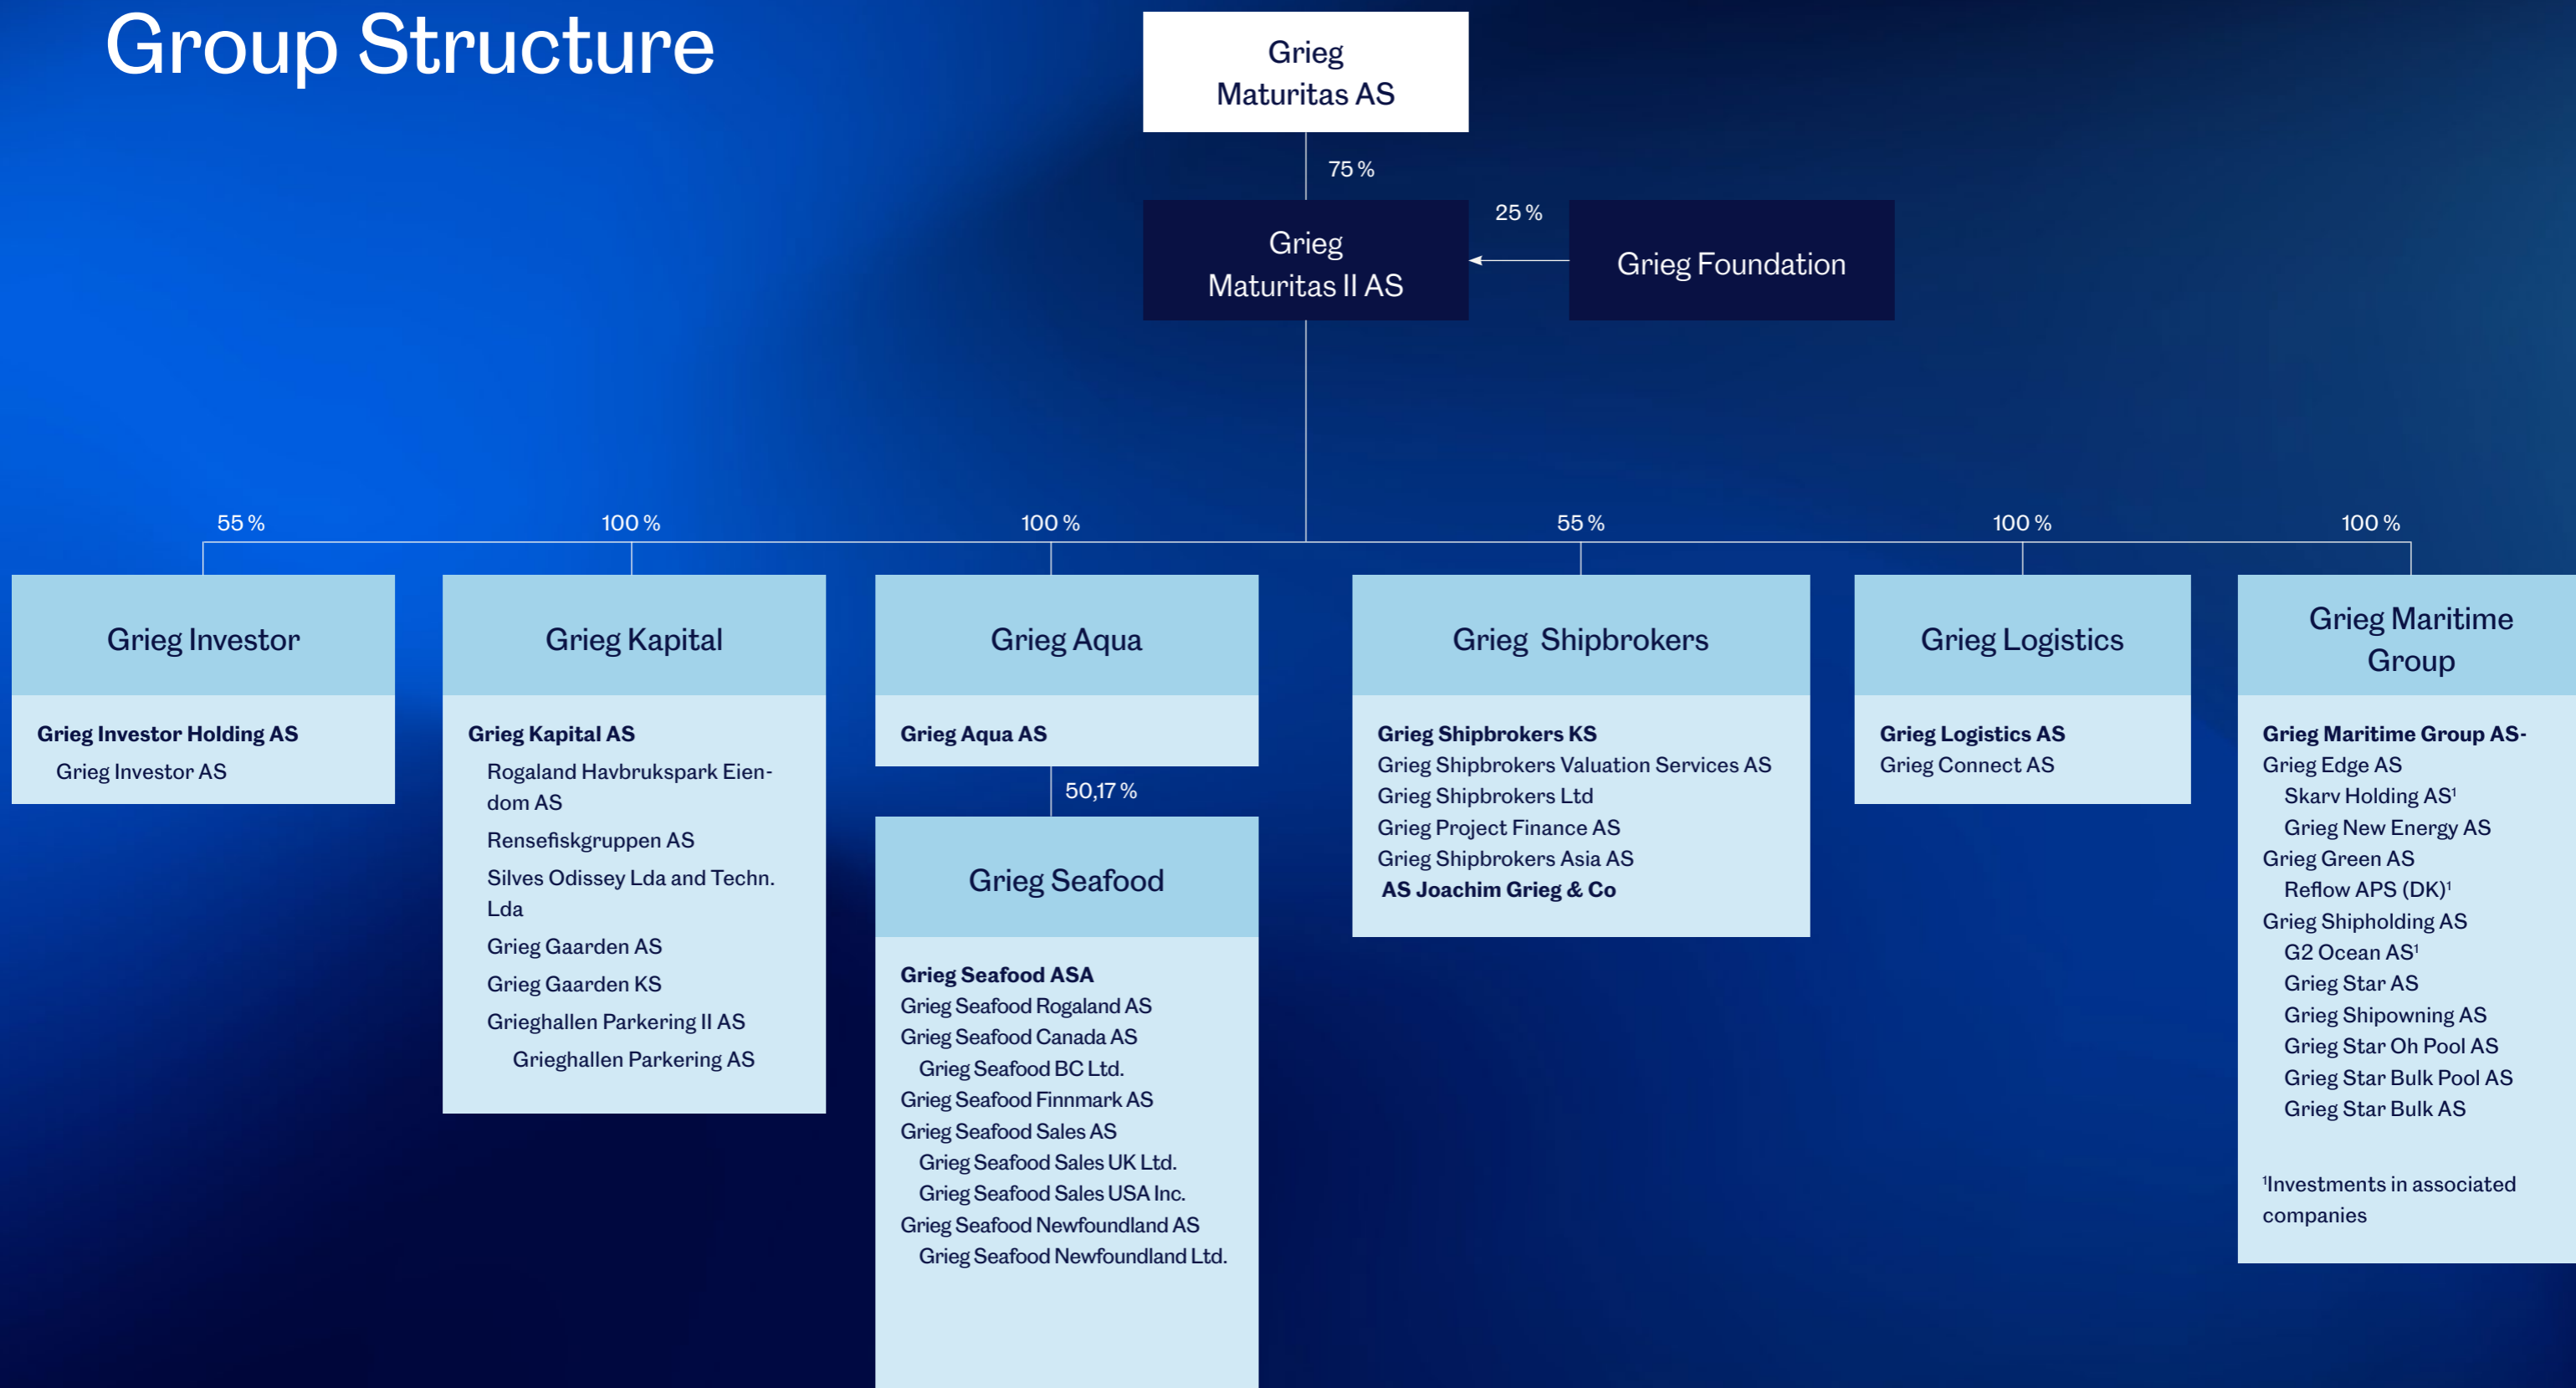 Group Structure
Grieg
Maturitas AS
75 %
Grieg
Maturitas II AS
25 %
Grieg Foundation
55 %
100 %
100 %
55 %
100 %
100 %
Grieg Investor
Grieg Investor Holding AS
Grieg Investor AS
Grieg Kapital
Grieg Kapital AS
Rogaland Havbrukspark Eien-
dom AS
Rensefiskgruppen AS
Silves Odissey Lda and Techn.
Lda
Grieg Gaarden AS
Grieg Gaarden KS
Grieghallen Parkering II AS
Grieghallen Parkering AS
Grieg Aqua
Grieg Aqua AS
50,17 %
Grieg Seafood
Grieg Seafood ASA
Grieg Seafood Rogaland AS
Grieg Seafood Canada AS
Grieg Seafood BC Ltd.
Grieg Seafood Finnmark AS
Grieg Seafood Sales AS
Grieg Seafood Sales UK Ltd.
Grieg Seafood Sales USA Inc.
Grieg Seafood Newfoundland AS
Grieg Seafood Newfoundland Ltd.
Grieg Shipbrokers
Grieg Shipbrokers KS
Grieg Shipbrokers Valuation Services AS
Grieg Shipbrokers Ltd
Grieg Project Finance AS
Grieg Shipbrokers Asia AS
AS Joachim Grieg & Co
Grieg Logistics
Grieg Logistics AS
Grieg Connect AS
Grieg Maritime
Group
Grieg Maritime Group AS-
Grieg Edge AS
Skarv Holding AS¹
Grieg New Energy AS
Grieg Green AS
Reflow APS (DK)¹
Grieg Shipholding AS
G2 Ocean AS¹
Grieg Star AS
Grieg Shipowning AS
Grieg Star Oh Pool AS
Grieg Star Bulk Pool AS
Grieg Star Bulk AS
¹Investments in associated
companies